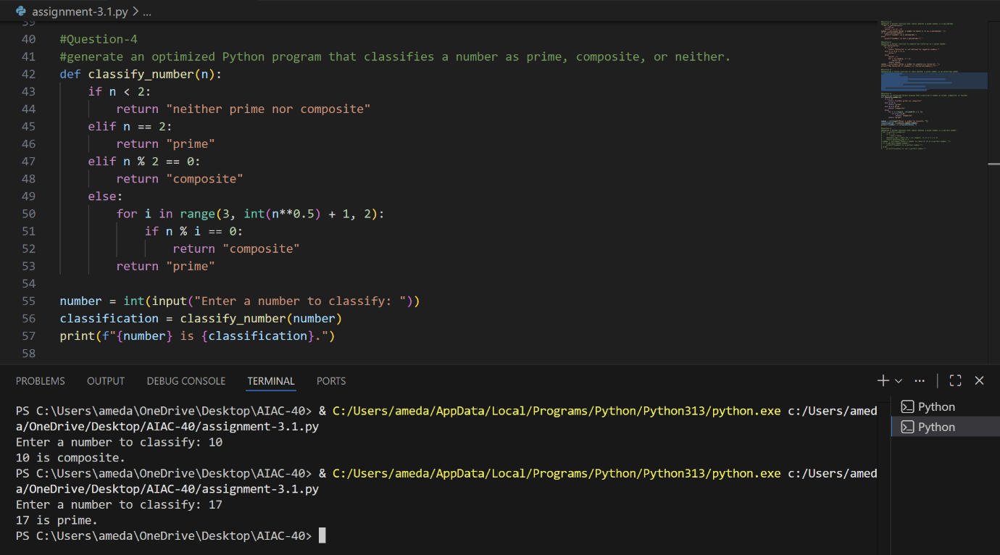 assignment-3.1.py > ...
39
40 #Question-4
41 #generate an optimized Python program that classifies a number as prime, composite, or neither.
42 def classify_number(n):
43     if n < 2:
44         return "neither prime nor composite"
45     elif n == 2:
46         return "prime"
47     elif n % 2 == 0:
48         return "composite"
49     else:
50         for i in range(3, int(n**0.5) + 1, 2):
51             if n % i == 0:
52                 return "composite"
53         return "prime"
54
55 number = int(input("Enter a number to classify: "))
56 classification = classify_number(number)
57 print(f"{number} is {classification}.")
58
PROBLEMS OUTPUT DEBUG CONSOLE TERMINAL PORTS
PS C:\Users\ameda\OneDrive\Desktop\AIAC-40> & C:/Users/ameda/AppData/Local/Programs/Python/Python313/python.exe c:/Users/amed
a/OneDrive/Desktop/AIAC-40/assignment-3.1.py
Enter a number to classify: 10
10 is composite.
PS C:\Users\ameda\OneDrive\Desktop\AIAC-40> & C:/Users/ameda/AppData/Local/Programs/Python/Python313/python.exe c:/Users/amed
a/OneDrive/Desktop/AIAC-40/assignment-3.1.py
Enter a number to classify: 17
17 is prime.
PS C:\Users\ameda\OneDrive\Desktop\AIAC-40>
Python
Python